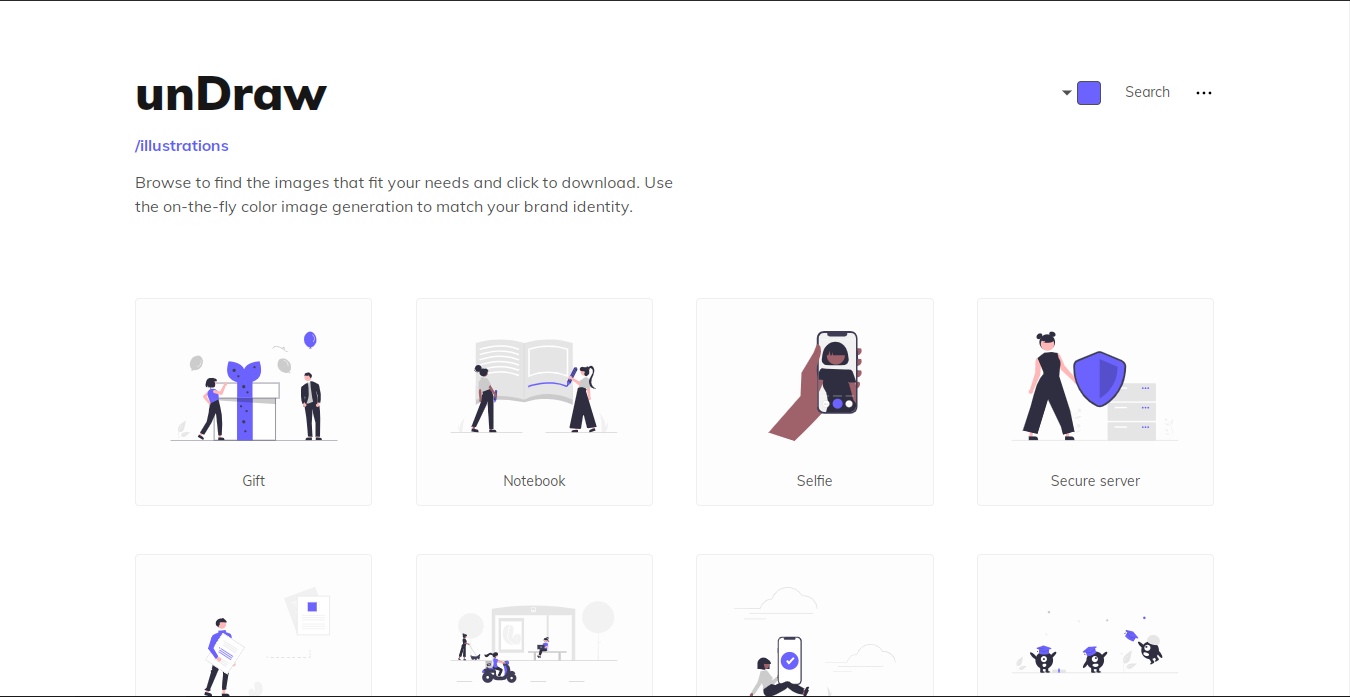 unDraw
Search
/illustrations
Browse to find the images that fit your needs and click to download. Use
the on-the-fly color image generation to match your brand identity.
Gift
Notebook
Selfie
Secure server